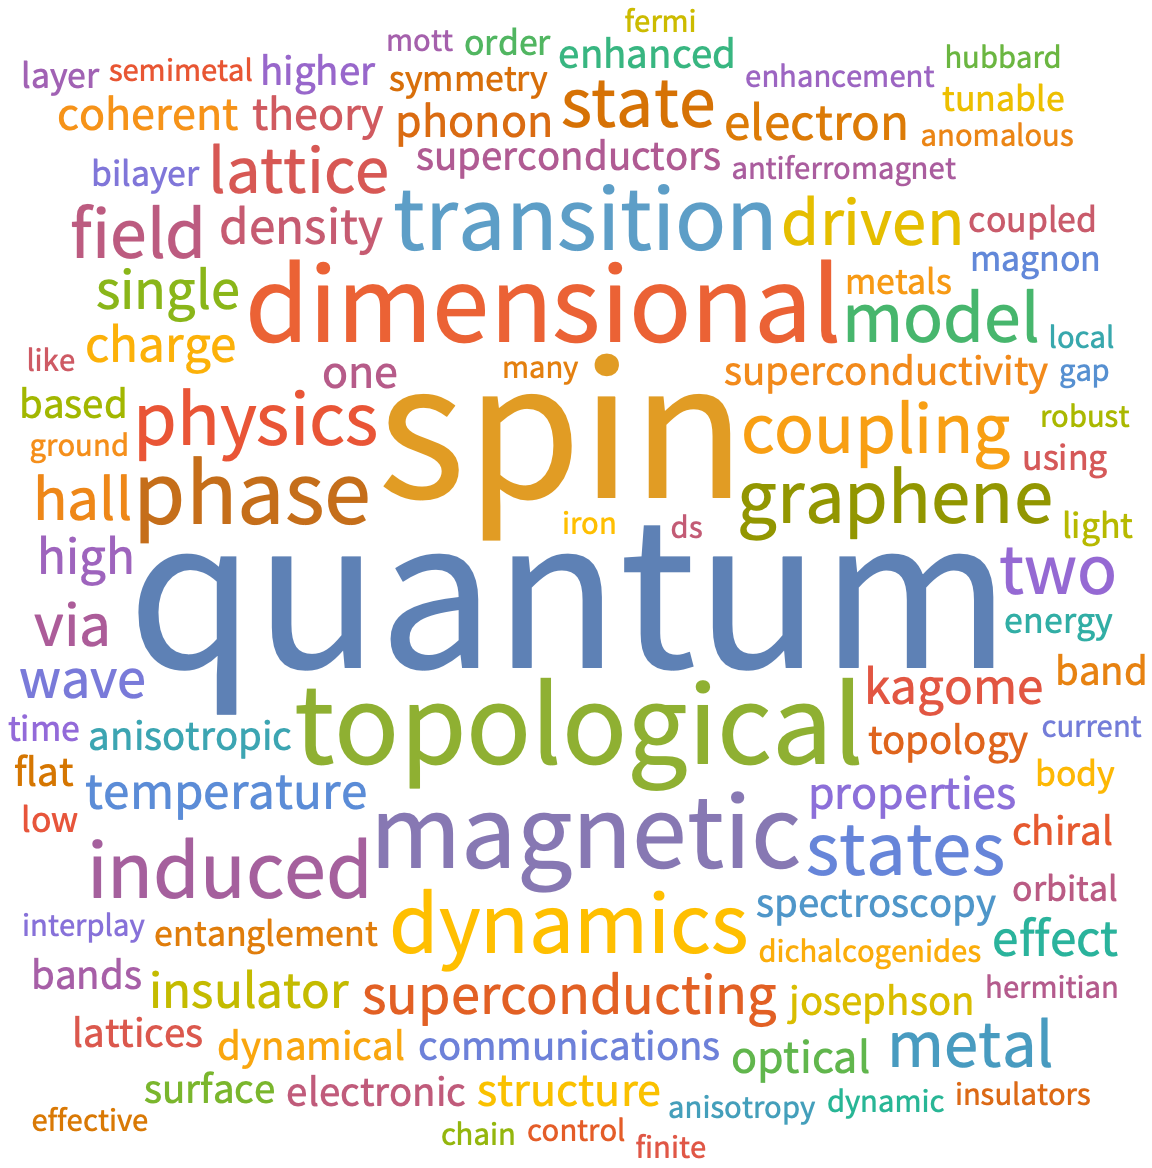 fermi
mott order enhanced hubbard
layer semimetal higher symmetry enhancement
coherent theory phonon state electron tunable
anomalous
bilayer lattice superconductors antiferromagnet
field density transition driven coupled
magnon
single dimensional metals model
like charge local
one many superconductivity gap
based physics spin coupling robust
ground using
hall phase iron ds graphene light
high quantum two
via energy
wave kagome band
time anisotropic topological topology current
flat temperature properties body
low magnetic chiral
induced states
interplay entanglement dynamics spectroscopy orbital
dichalcogenides effect
bands insulator superconducting josephson hermitian
lattices dynamical communications optical metal
surface electronic structure anisotropy dynamic insulators
effective chain control finite